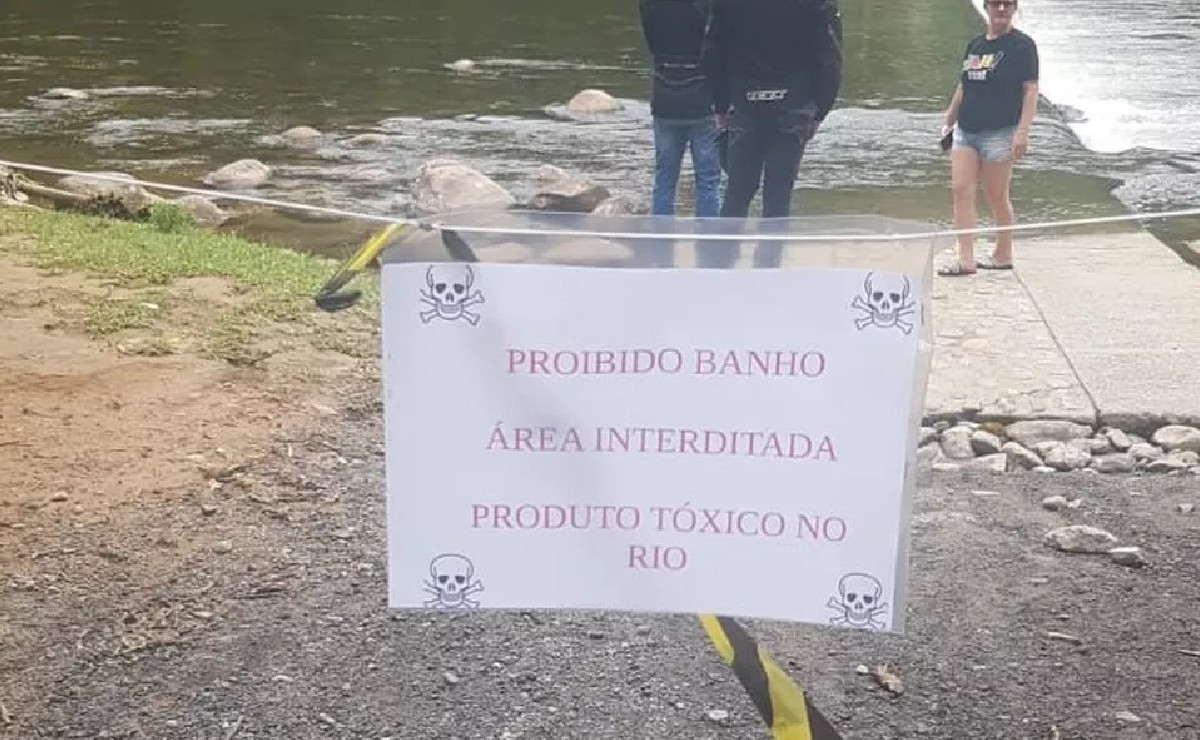 PROIBIDO BANHO
ÁREA INTERDITADA
PRODUTO TÓXICO NO
RIO